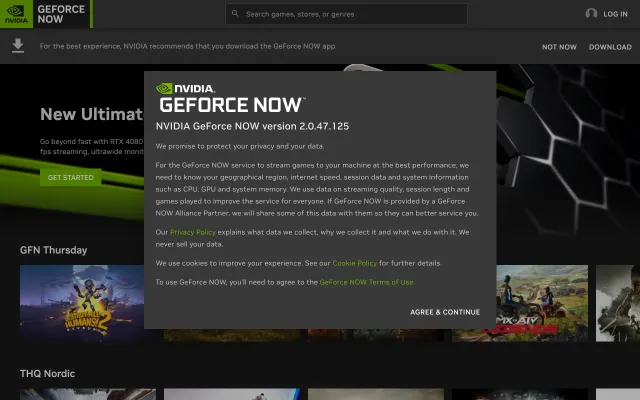 NVIDIA
GEFORCE
NOW
Search games, stores, or genres
LOG IN
For the best experience, NVIDIA recommends that you download the GeForce NOW app.
NOT NOW
DOWNLOAD
New Ultimat
Go beyond fast with RTX 4080
fps streaming, ultrawide monit
GET STARTED
NVIDIA.
GEFORCE NOW
NVIDIA GeForce NOW version 2.0.47.125
We promise to protect your privacy and your data.
For the GeForce NOW service to stream games to your machine at the best performance, we
need to know your geographical region, internet speed, session data and system information
such as CPU, GPU and system memory. We use data on streaming quality, session length and
games played to improve the service for everyone. If GeForce NOW is provided by a GeForce
NOW Alliance Partner, we will share some of this data with them so they can better service you.
Our Privacy Policy explains what data we collect, why we collect it and what we do with it. We
never sell your data.
We use cookies to improve your experience. See our Cookie Policy for further details.
To use GeForce NOW, you'll need to agree to the GeForce NOW Terms of Use.
AGREE & CONTINUE
GFN Thursday
DESTROY ALL
HUMANS! 2
MX vs ATV
THQ Nordic